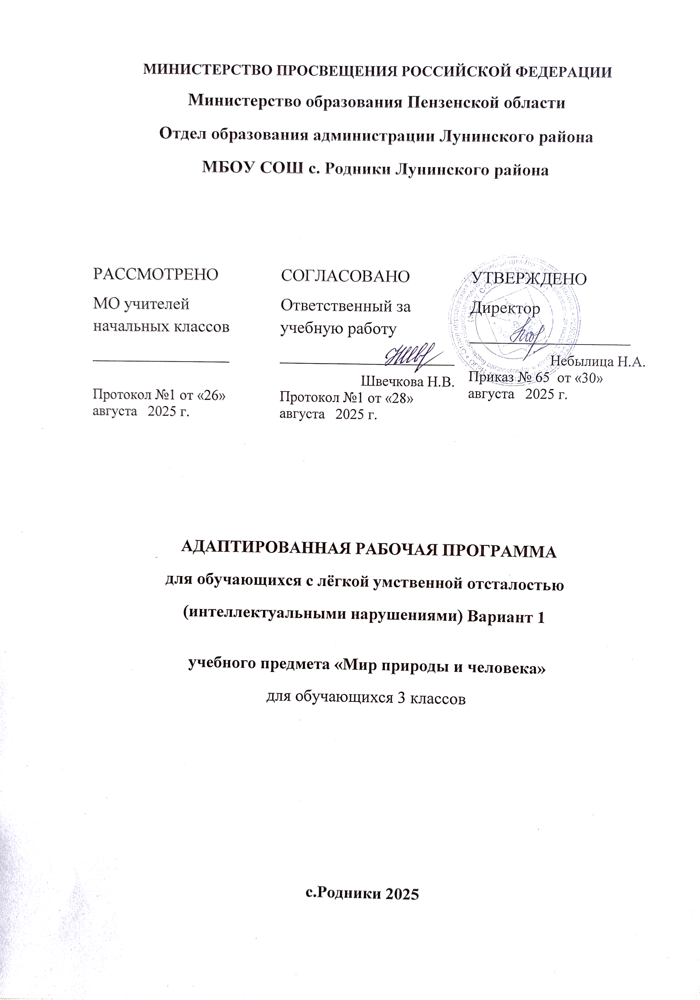 МИНИСТЕРСТВО ПРОСВЕЩЕНИЯ РОССИЙСКОЙ ФЕДЕРАЦИИ
Министерство образования Пензенской области
Отдел образования администрации Лунинского района
МБОУ СОШ с. Родники Лунинского района
РАССМОТРЕНО
МО учителей
начальных классов
Протокол №1 от «26»
августа 2025 г.
СОГЛАСОВАНО
Ответственный за
учебную работу
Швечкова Н.В.
Протокол №1 от «28»
августа 2025 г.
УТВЕРЖДЕНО
Директор
Небылица Н.А.
Приказ № 65 от «30»
августа 2025 г.
АДАПТИРОВАННАЯ РАБОЧАЯ ПРОГРАММА
для обучающихся с лёгкой умственной отсталостью
(интеллектуальными нарушениями) Вариант 1
учебного предмета «Мир природы и человека»
для обучающихся 3 классов
с.Родники 2025